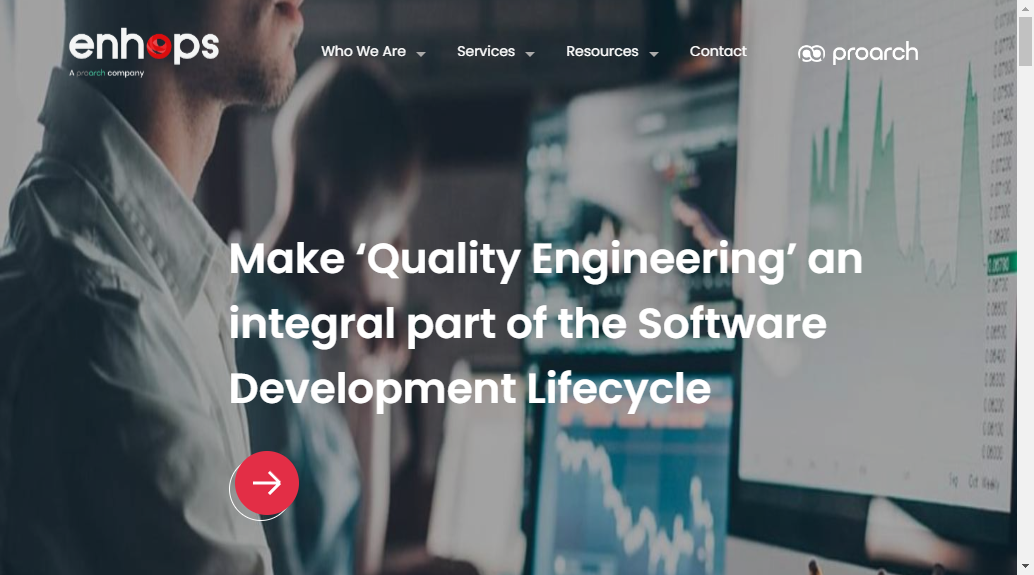 enhops
A proarch company
Who We Are
Services
Resources
Contact
proarch
Make ‘Quality Engineering’ an
integral part of the Software
Development Lifecycle